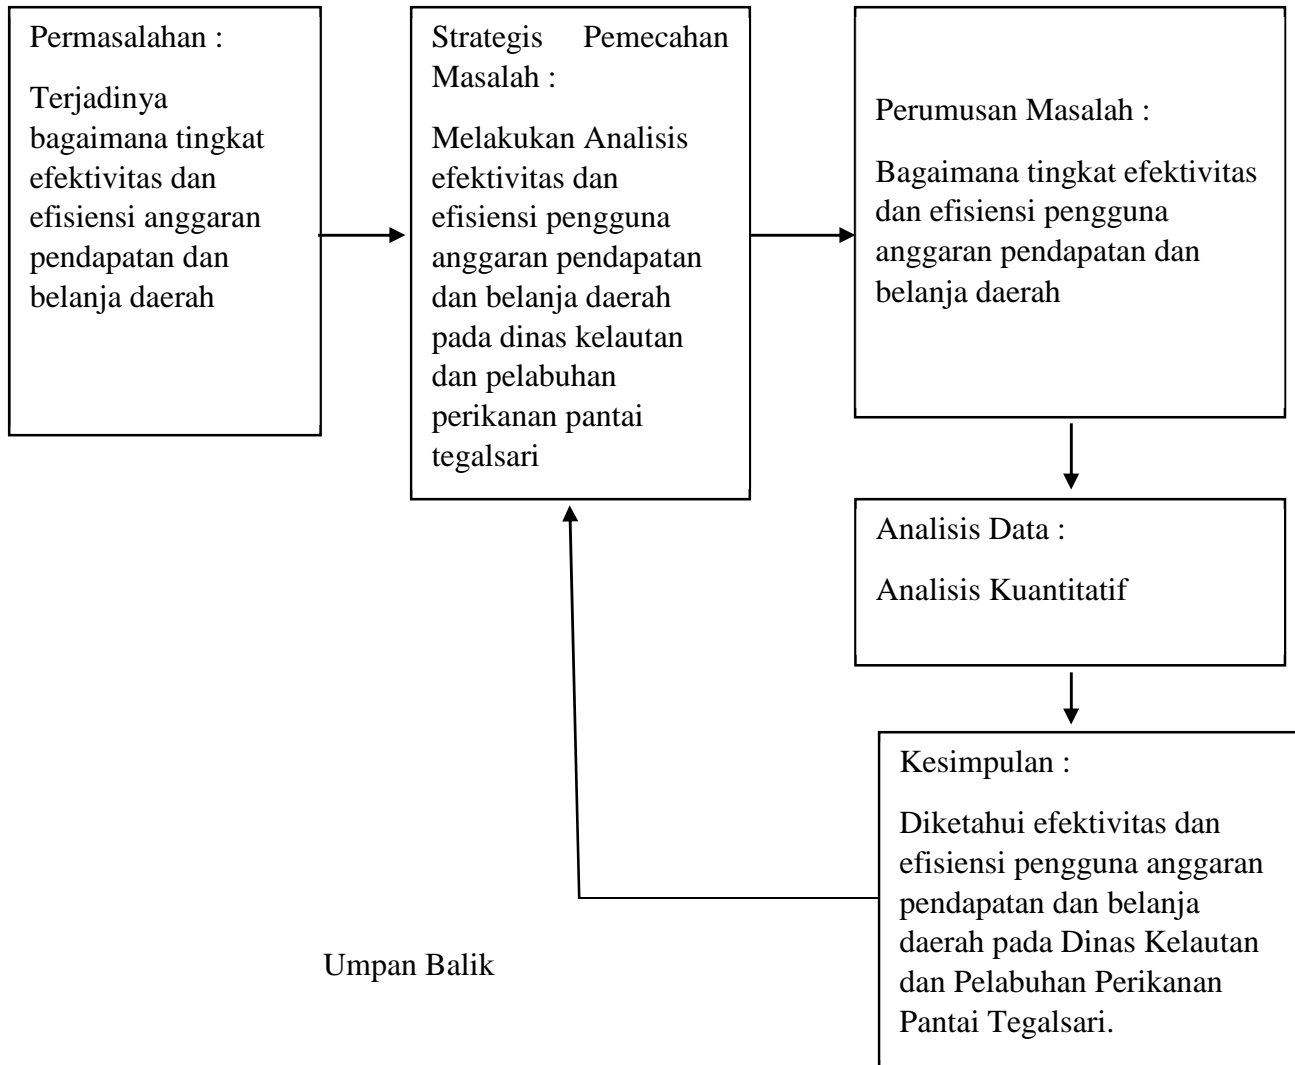 Permasalahan :
Terjadinya
bagaimana tingkat
efektivitas dan
efisiensi anggaran
pendapatan dan
belanja daerah
Strategis Pemecahan
Masalah :
Melakukan Analisis
efektivitas dan
efisiensi pengguna
anggaran pendapatan
dan belanja daerah
pada dinas kelautan
dan pelabuhan
perikanan pantai
tegalsari
Perumusan Masalah :
Bagaimana tingkat efektivitas
dan efisiensi pengguna
anggaran pendapatan dan
belanja daerah
Analisis Data :
Analisis Kuantitatif
Kesimpulan :
Diketahui efektivitas dan
efisiensi pengguna anggaran
pendapatan dan belanja
daerah pada Dinas Kelautan
dan Pelabuhan Perikanan
Pantai Tegalsari.
Umpan Balik